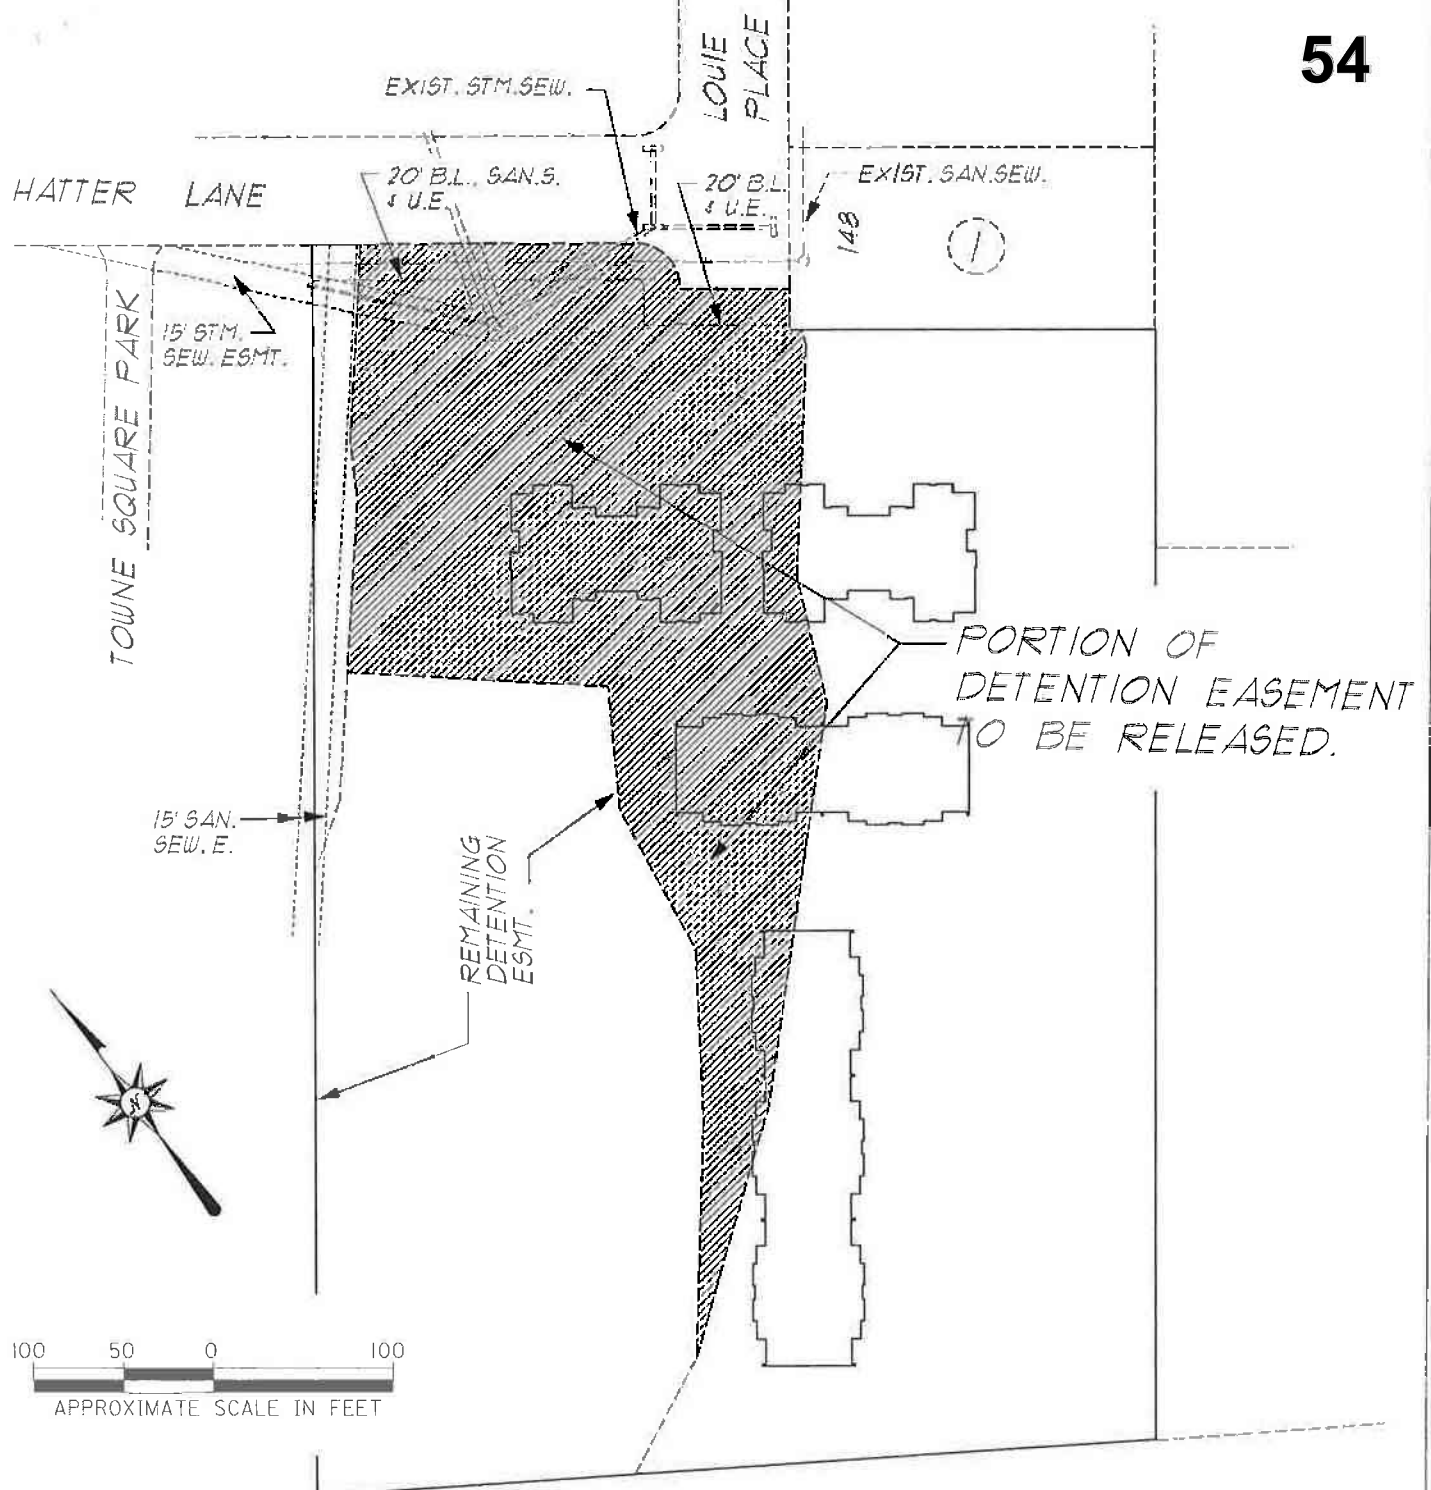 54
LOUIE
PLACE
EXIST. STM.SEW.
HATTER LANE
20' B.L., SAN.S.
& U.E.
20' B.L.
& U.E.
EXIST. SAN.SEW.
148
1
15' STM.
SEW. ESMT.
TOWNE SQUARE PARK
PORTION OF
DETENTION EASEMENT
TO BE RELEASED.
15' SAN.
SEW. E.
REMAINING
DETENTION
ESMT.
N
100 50 0 100
APPROXIMATE SCALE IN FEET